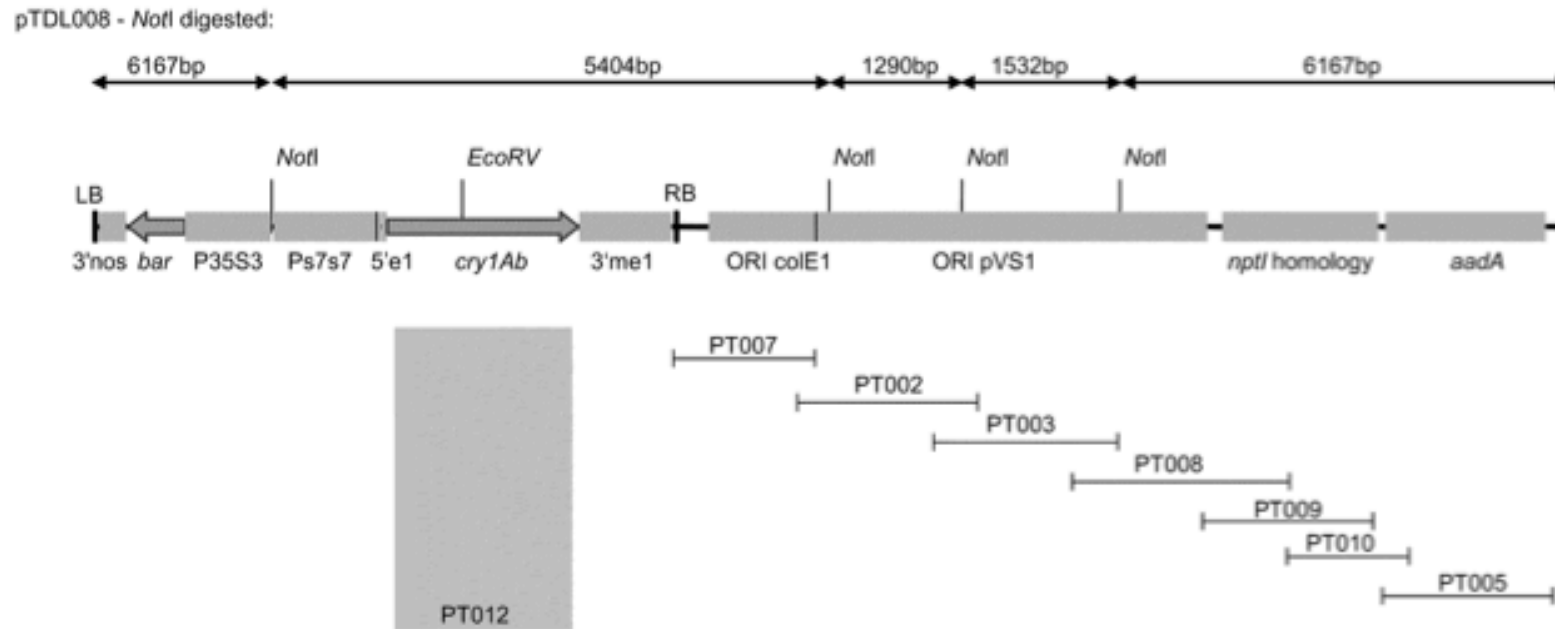 pTDL008 - NotI digested:
6167bp 5404bp 1290bp 1532bp 6167bp
NotI EcoRV NotI NotI NotI
LB RB
3'nos bar P35S3 Ps7s7 5'e1 cry1Ab 3'me1 ORI colE1 ORI pVS1 nptI homology aadA
PT007
PT002
PT003
PT008
PT009
PT010
PT005
PT012